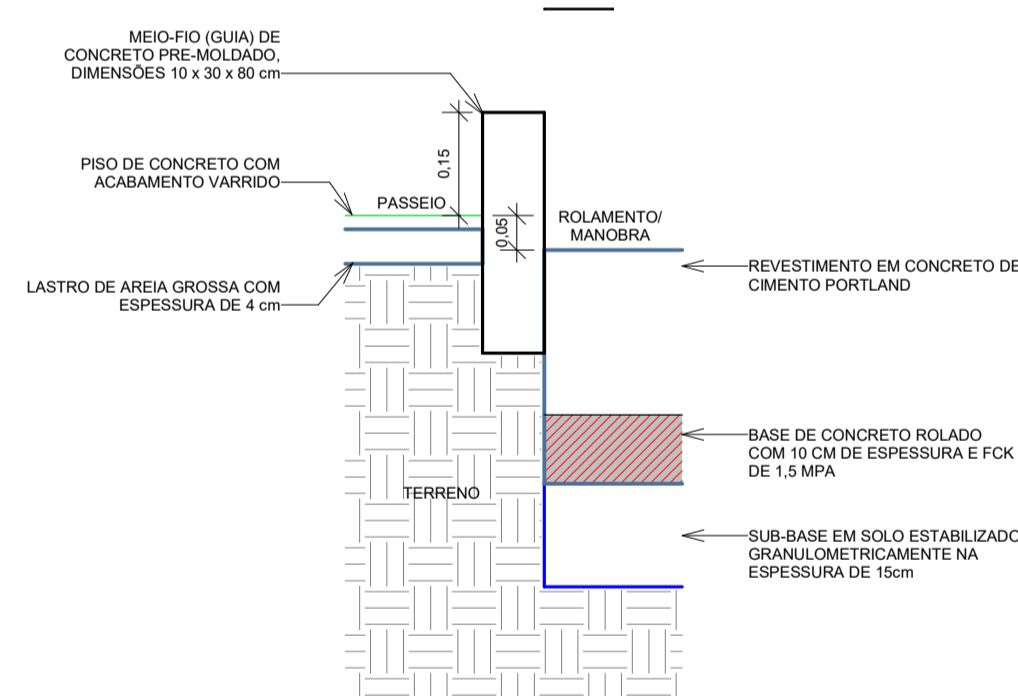 MEIO-FIO (GUIA) DE
CONCRETO PRE-MOLDADO,
DIMENSÕES 10 x 30 x 80 cm
0,15
PISO DE CONCRETO COM
ACABAMENTO VARRIDO
PASSEIO
0,05
ROLAMENTO/
MANOBRA
LASTRO DE AREIA GROSSA COM
ESPESSURA DE 4 cm
REVESTIMENTO EM CONCRETO DE
CIMENTO PORTLAND
BASE DE CONCRETO ROLADO
COM 10 CM DE ESPESSURA E FCK
DE 1,5 MPA
TERRENO
SUB-BASE EM SOLO ESTABILIZADO
GRANULOMETRICAMENTE NA
ESPESSURA DE 15cm